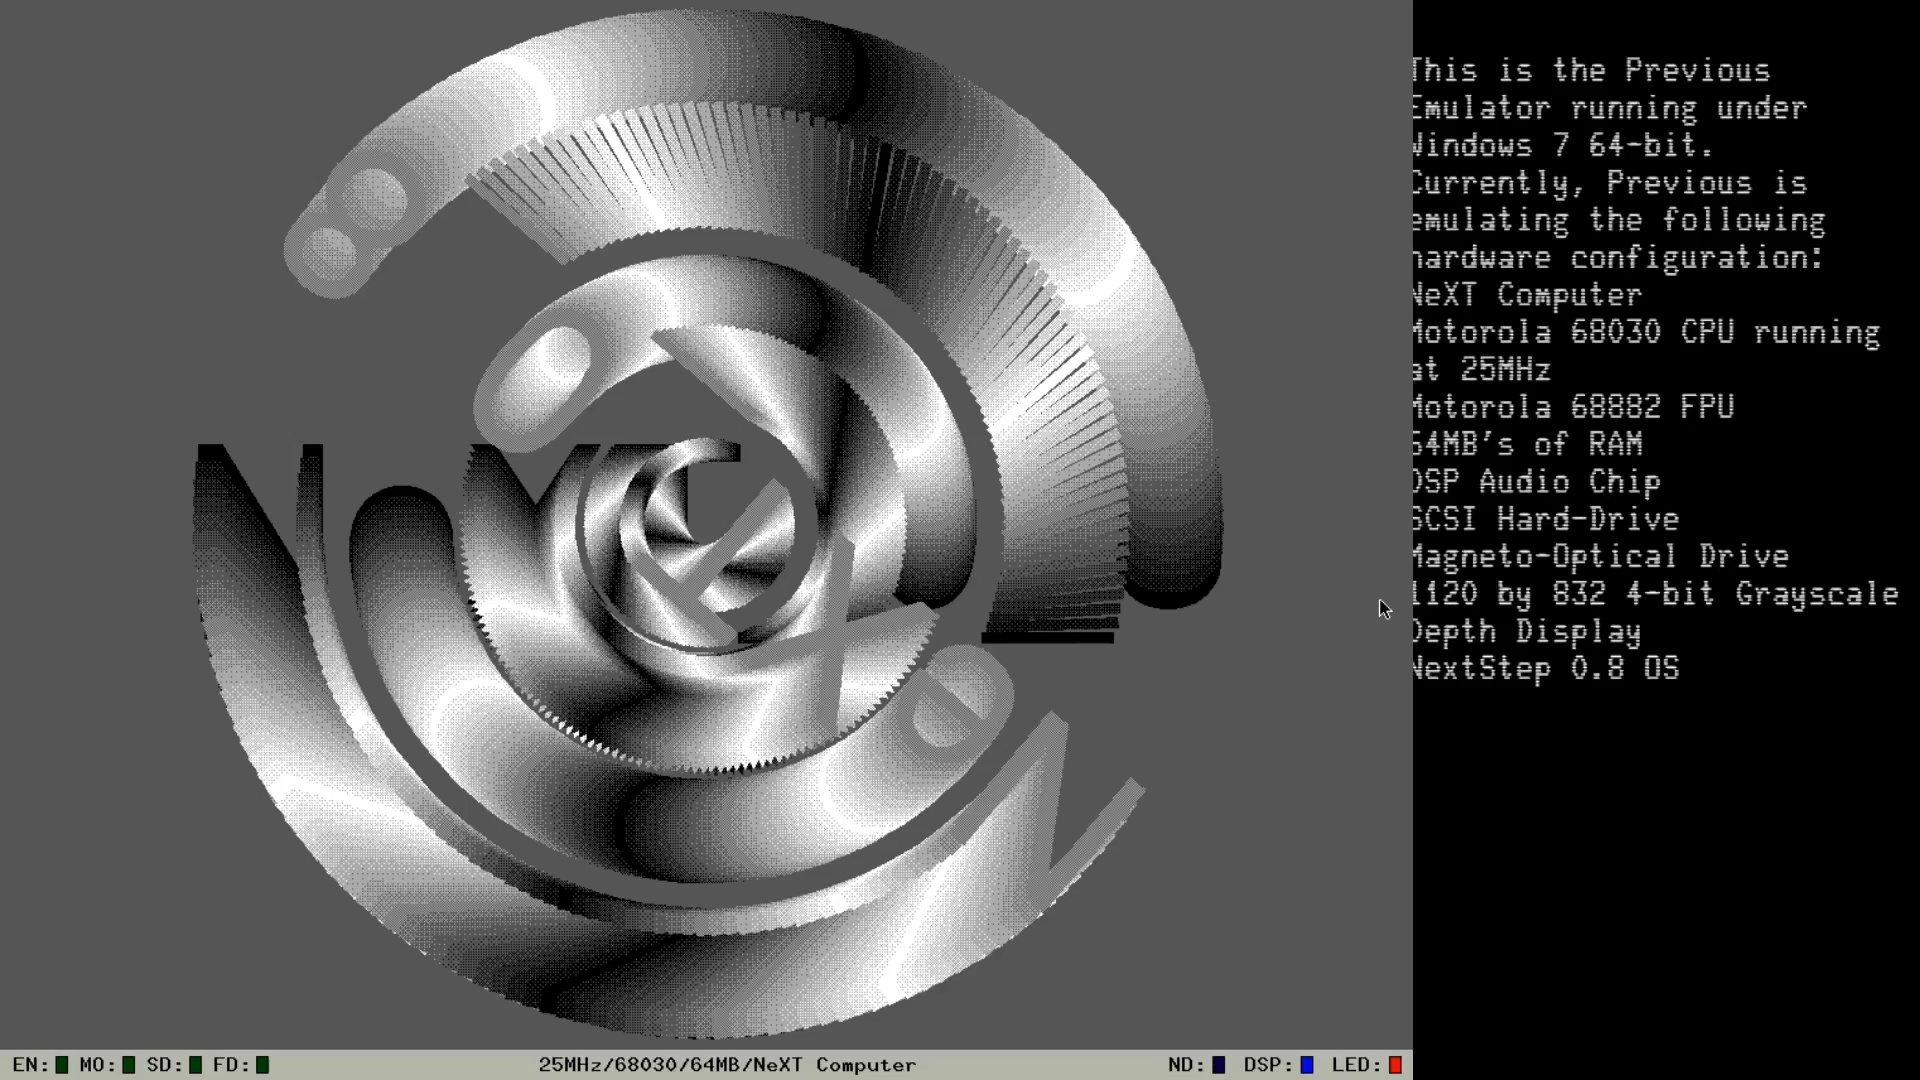 This is the Previous
Emulator running under
Windows 7 64-bit.
Currently, Previous is
emulating the following
hardware configuration:
NeXT Computer
Motorola 68030 CPU running
at 25MHz
Motorola 68882 FPU
64MB's of RAM
DSP Audio Chip
SCSI Hard-Drive
Magneto-Optical Drive
1120 by 832 4-bit Grayscale
Depth Display
NextStep 0.8 OS
EN: MO: SD: FD: 25MHz/68030/64MB/NeXT Computer ND: DSP: LED: